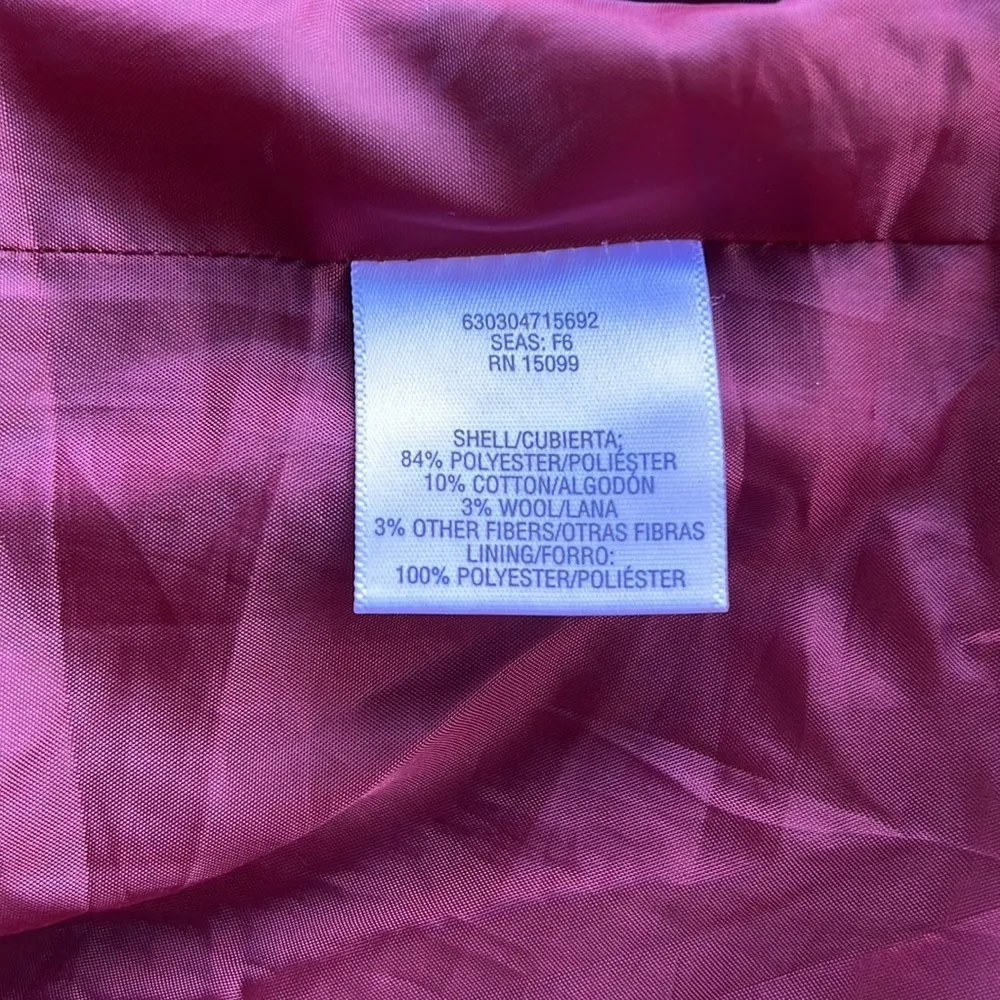 630304715692
SEAS: F6
RN 15099
SHELL/CUBIERTA;
84% POLYESTER/POLIÉSTER
10% COTTON/ALGODÓN
3% WOOL/LANA
3% OTHER FIBERS/OTRAS FIBRAS
LINING/FORRO:
100% POLYESTER/POLIÉSTER